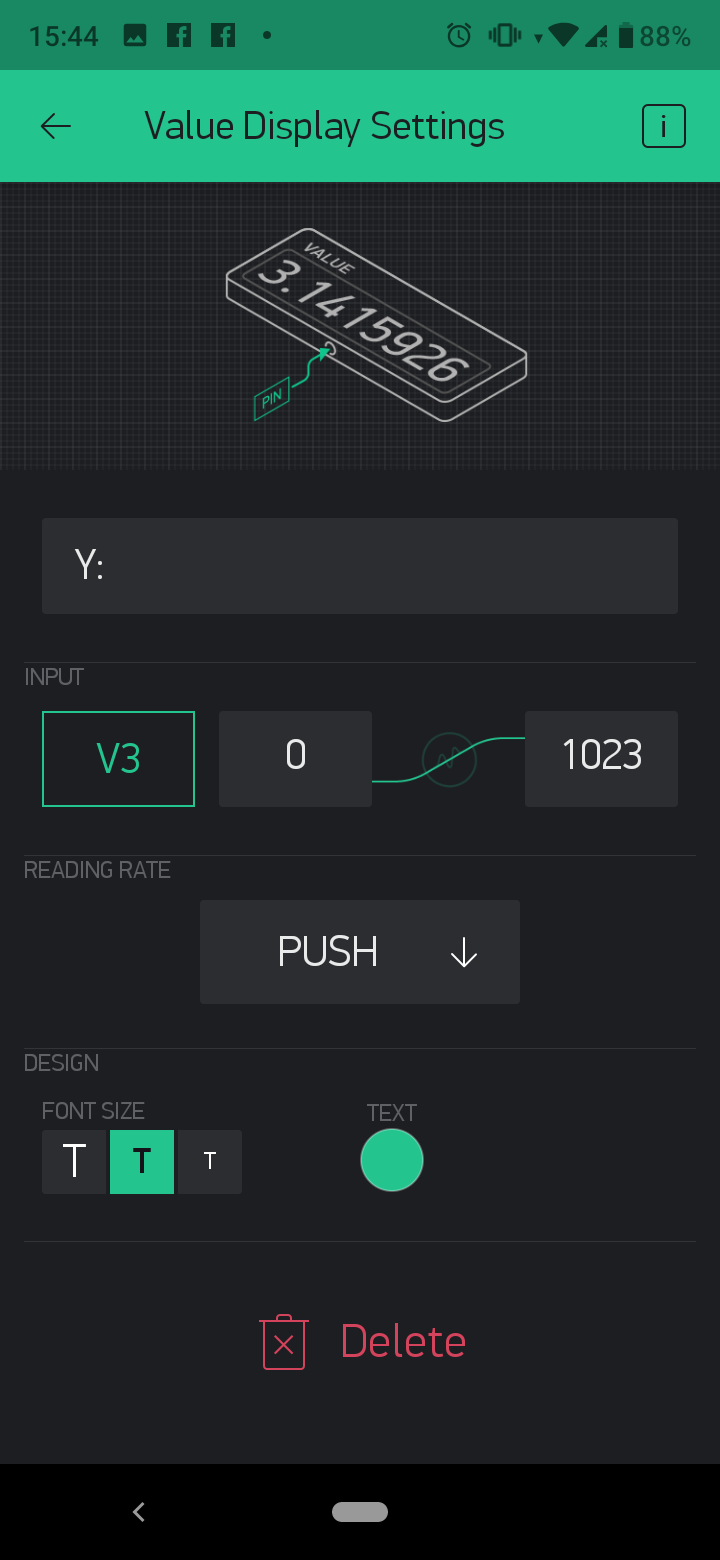 15:44 88%
Value Display Settings i
VALUE
3.1415926
PIN
Y:
INPUT
V3 0 1023
READING RATE
PUSH
DESIGN
FONT SIZE TEXT
T T T
Delete